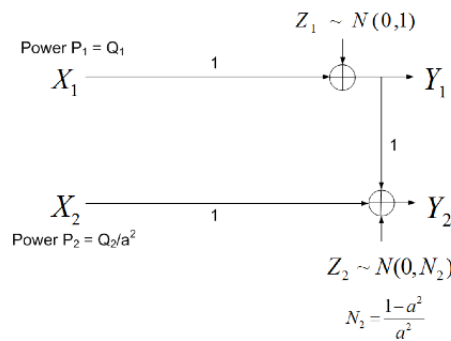 Z₁ ~ N(0,1)
Power P₁ = Q₁
X₁
1
Y₁
1
X₂
1
Y₂
Power P₂ = Q₂/a²
Z₂ ~ N(0, N₂)
N₂ = (1-a²)/a²